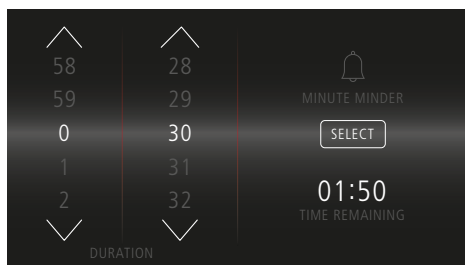 58 28
59 29
MINUTE MINDER
0 30 SELECT
1 31
2 32
01:50
TIME REMAINING
DURATION